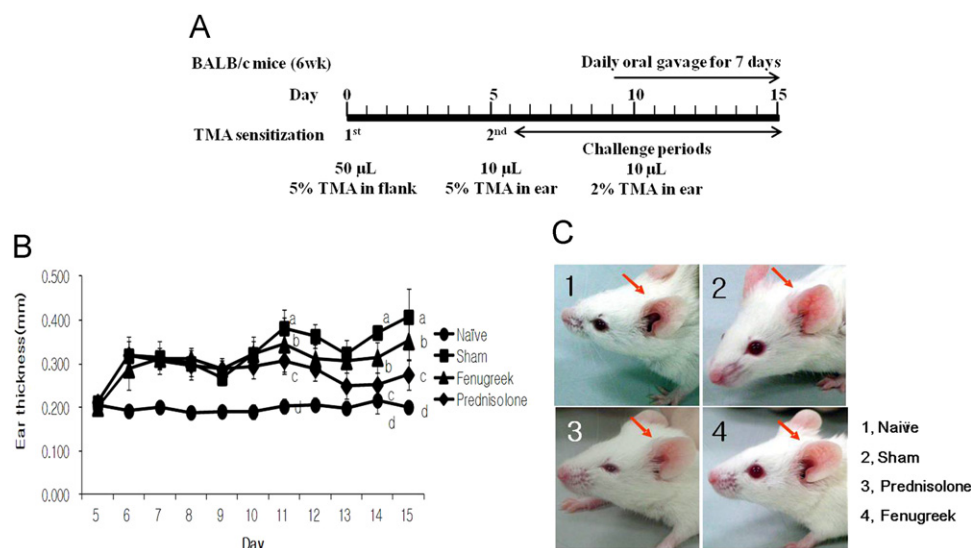 A
BALB/c mice (6wk)
Daily oral gavage for 7 days
Day 0 5 10 15
TMA sensitization 1st 2nd
Challenge periods
50 µL 10 µL 10 µL
5% TMA in flank 5% TMA in ear 2% TMA in ear
B
Ear thickness(mm)
0.500
0.400
0.300
0.200
0.100
0.000
5 6 7 8 9 10 11 12 13 14 15
Day
a a a
b b b
c c c
d d d
Naïve
Sham
Fenugreek
Prednisolone
C
1 2
3 4
1, Naïve
2, Sham
3, Prednisolone
4, Fenugreek